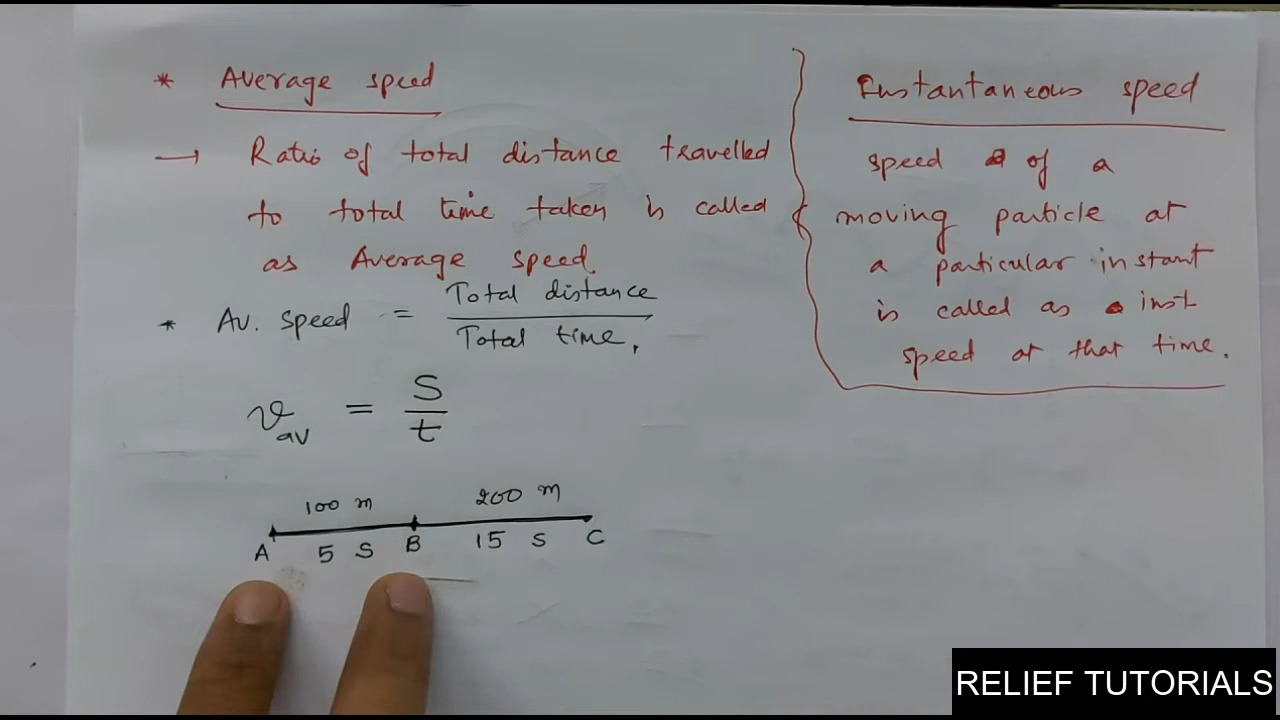 * Average speed
→ Ratio of total distance travelled
to total time taken is called
as Average speed.
* Av. speed = Total distance
Total time,
v av = S
t
100 m 200 m
A 5 S B 15 S C
Instantaneous speed
speed of a
moving particle at
a particular instant
is called as inst
speed at that time.
RELIEF TUTORIALS